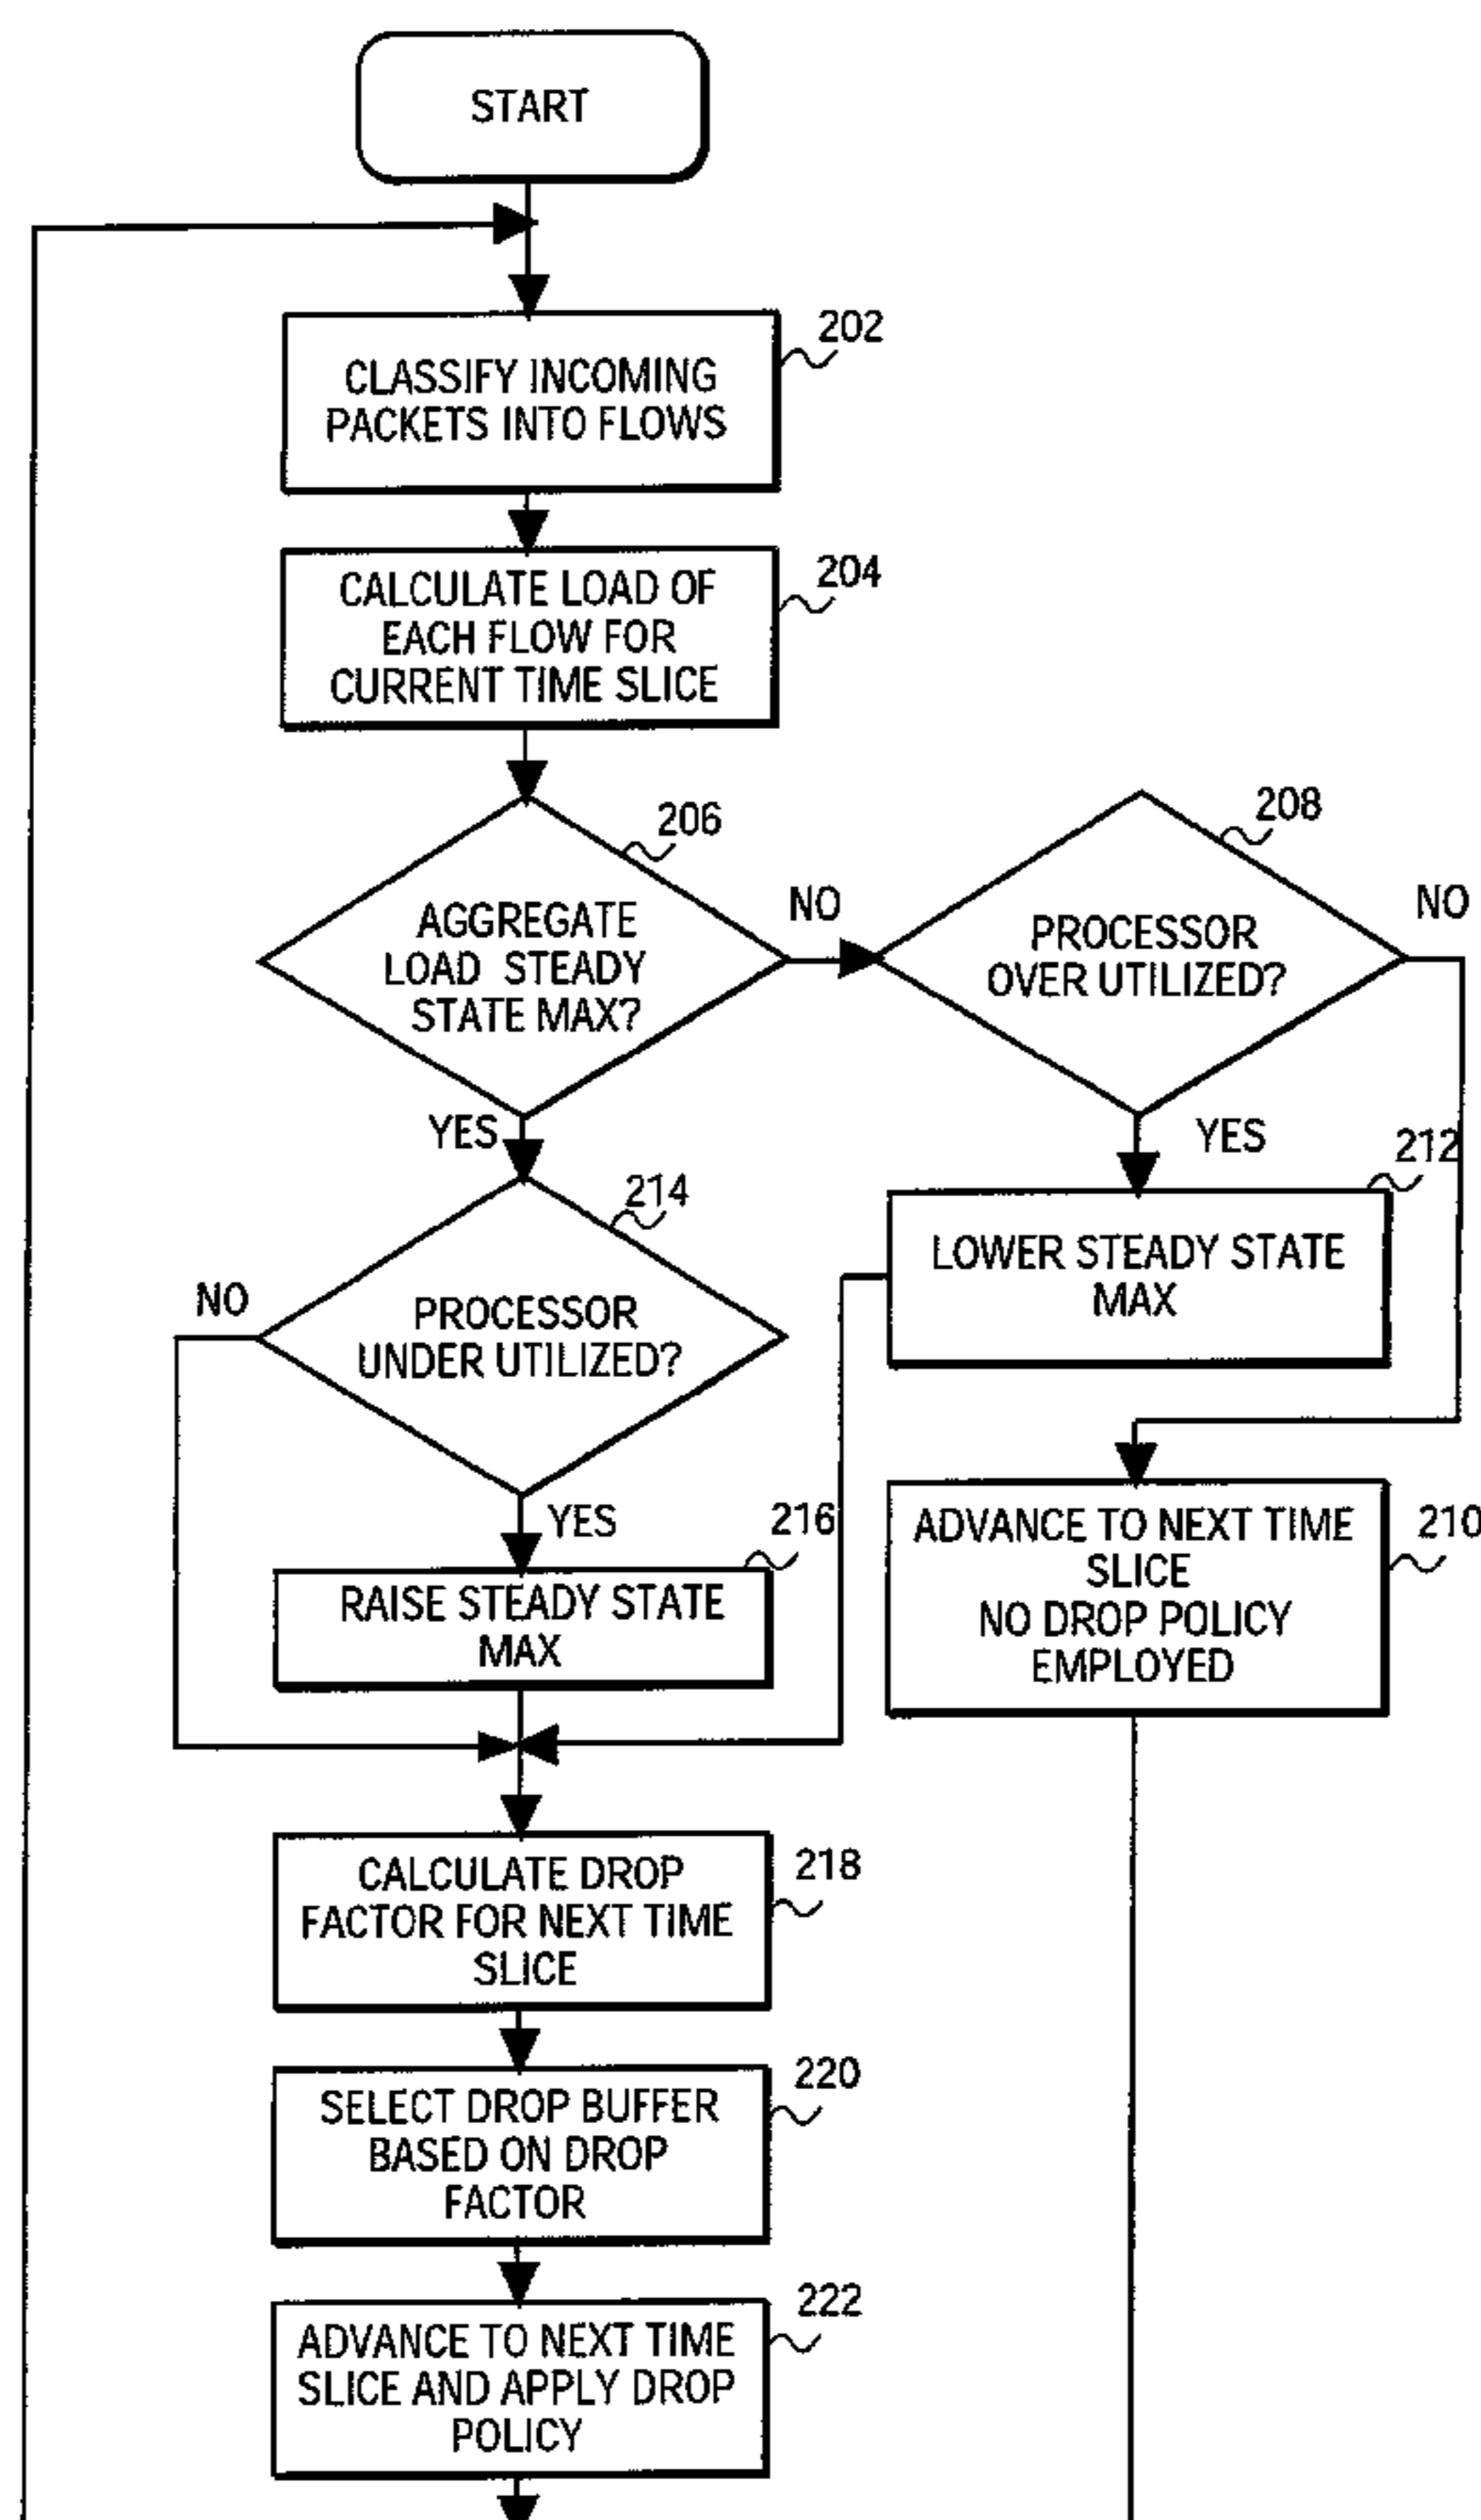 START
202
CLASSIFY INCOMING
PACKETS INTO FLOWS
204
CALCULATE LOAD OF
EACH FLOW FOR
CURRENT TIME SLICE
206
AGGREGATE
LOAD STEADY
STATE MAX?
NO
208
PROCESSOR
OVER UTILIZED?
NO
YES
YES
212
LOWER STEADY STATE
MAX
214
PROCESSOR
UNDER UTILIZED?
NO
YES
216
RAISE STEADY STATE
MAX
210
ADVANCE TO NEXT TIME
SLICE
NO DROP POLICY
EMPLOYED
218
CALCULATE DROP
FACTOR FOR NEXT TIME
SLICE
220
SELECT DROP BUFFER
BASED ON DROP
FACTOR
222
ADVANCE TO NEXT TIME
SLICE AND APPLY DROP
POLICY